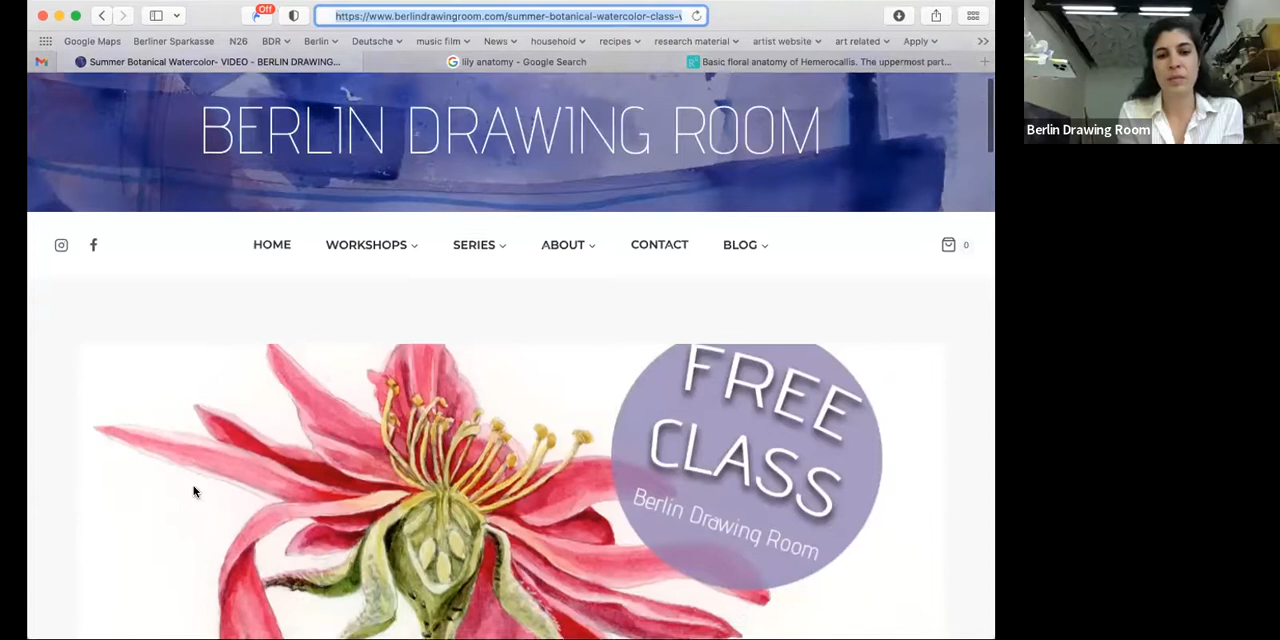 Off
https://www.berlindrawingroom.com/summer-botanical-watercolor-class-v
Google Maps Berliner Sparkasse N26 BDR Berlin Deutsche music film News household recipes research material artist website art related Apply
Summer Botanical Watercolor- VIDEO - BERLIN DRAWING... lily anatomy - Google Search Basic floral anatomy of Hemerocallis. The uppermost part...
BERLIN DRAWING ROOM
HOME WORKSHOPS SERIES ABOUT CONTACT BLOG 0
FREE
CLASS
Berlin Drawing Room
Berlin Drawing Room